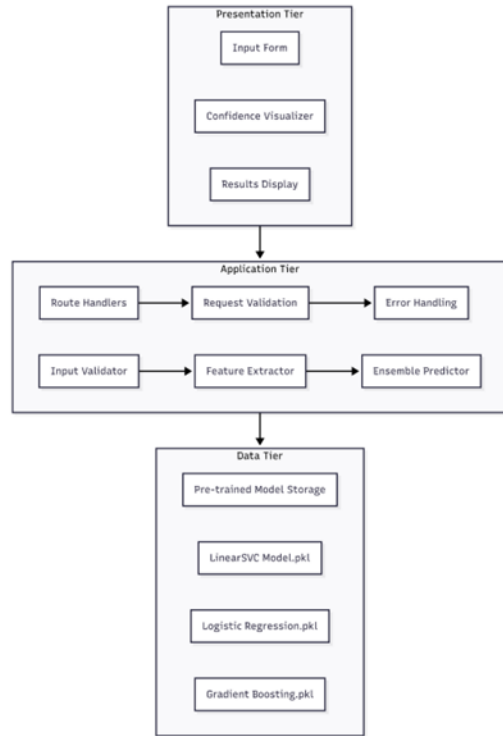 Presentation Tier
Input Form
Confidence Visualizer
Results Display
Application Tier
Route Handlers
Request Validation
Error Handling
Input Validator
Feature Extractor
Ensemble Predictor
Data Tier
Pre-trained Model Storage
LinearSVC Model.pkl
Logistic Regression.pkl
Gradient Boosting.pkl